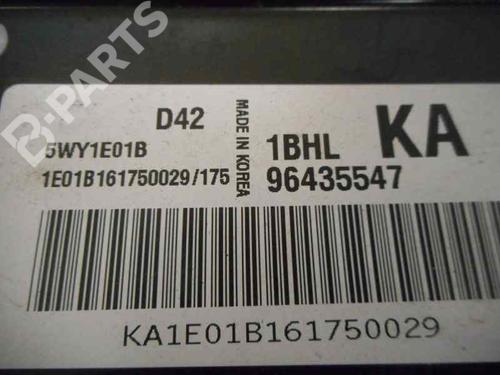 B-PARTS
D42
5WY1E01B
1E01B161750029/175
MADE IN KOREA
1BHL KA
96435547
KA1E01B161750029